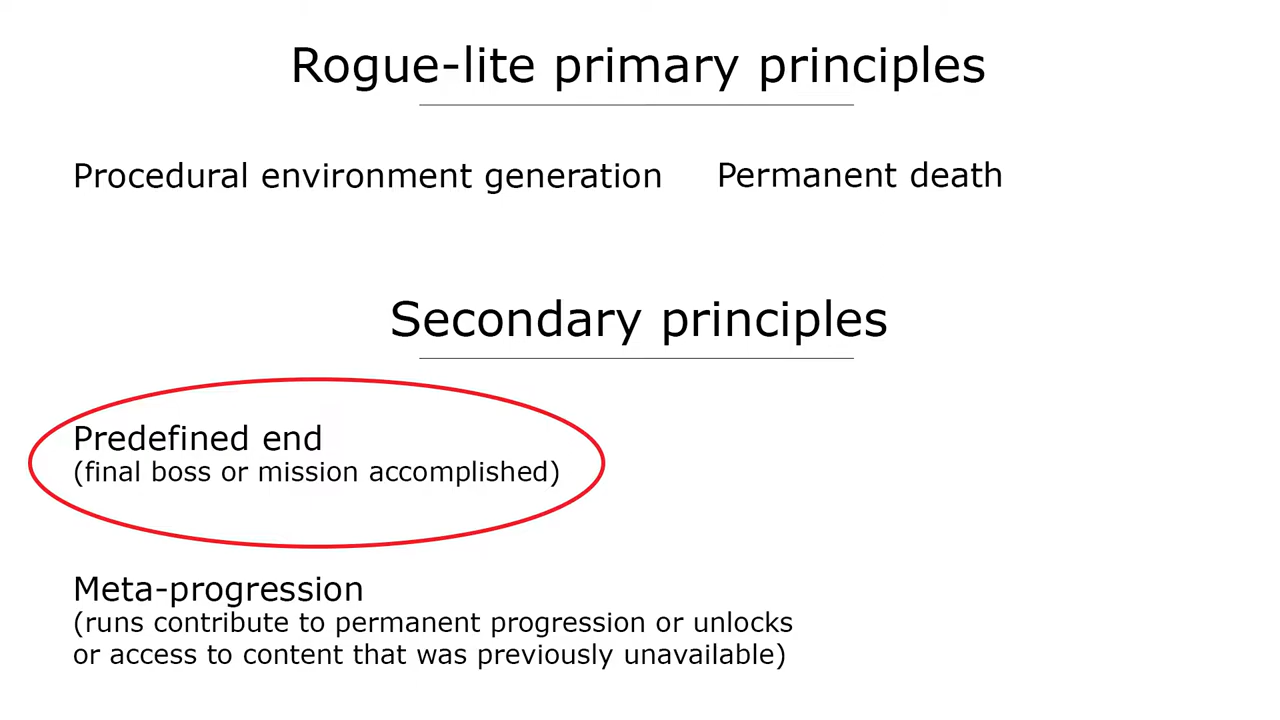 Rogue-lite primary principles
Procedural environment generation
Permanent death
Secondary principles
Predefined end
(final boss or mission accomplished)
Meta-progression
(runs contribute to permanent progression or unlocks
or access to content that was previously unavailable)